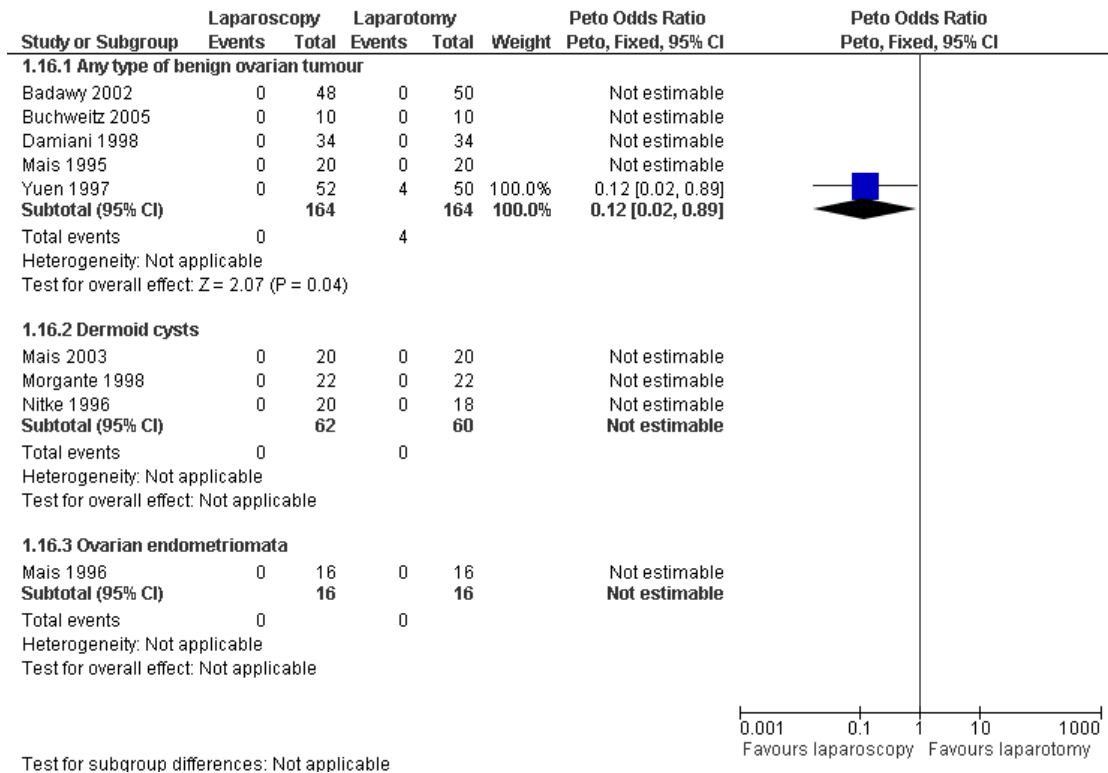 Laparoscopy Laparotomy Peto Odds Ratio Peto Odds Ratio
Study or Subgroup Events Total Events Total Weight Peto, Fixed, 95% CI Peto, Fixed, 95% CI
1.16.1 Any type of benign ovarian tumour
Badawy 2002 0 48 0 50 Not estimable
Buchweitz 2005 0 10 0 10 Not estimable
Damiani 1998 0 34 0 34 Not estimable
Mais 1995 0 20 0 20 Not estimable
Yuen 1997 0 52 4 50 100.0% 0.12 [0.02, 0.89]
Subtotal (95% CI) 164 164 100.0% 0.12 [0.02, 0.89]
Total events 0 4
Heterogeneity: Not applicable
Test for overall effect: Z = 2.07 (P = 0.04)
1.16.2 Dermoid cysts
Mais 2003 0 20 0 20 Not estimable
Morgante 1998 0 22 0 22 Not estimable
Nitke 1996 0 20 0 18 Not estimable
Subtotal (95% CI) 62 60 Not estimable
Total events 0 0
Heterogeneity: Not applicable
Test for overall effect: Not applicable
1.16.3 Ovarian endometriomata
Mais 1996 0 16 0 16 Not estimable
Subtotal (95% CI) 16 16 Not estimable
Total events 0 0
Heterogeneity: Not applicable
Test for overall effect: Not applicable
0.001 0.1 1 10 1000
Favours laparoscopy Favours laparotomy
Test for subgroup differences: Not applicable